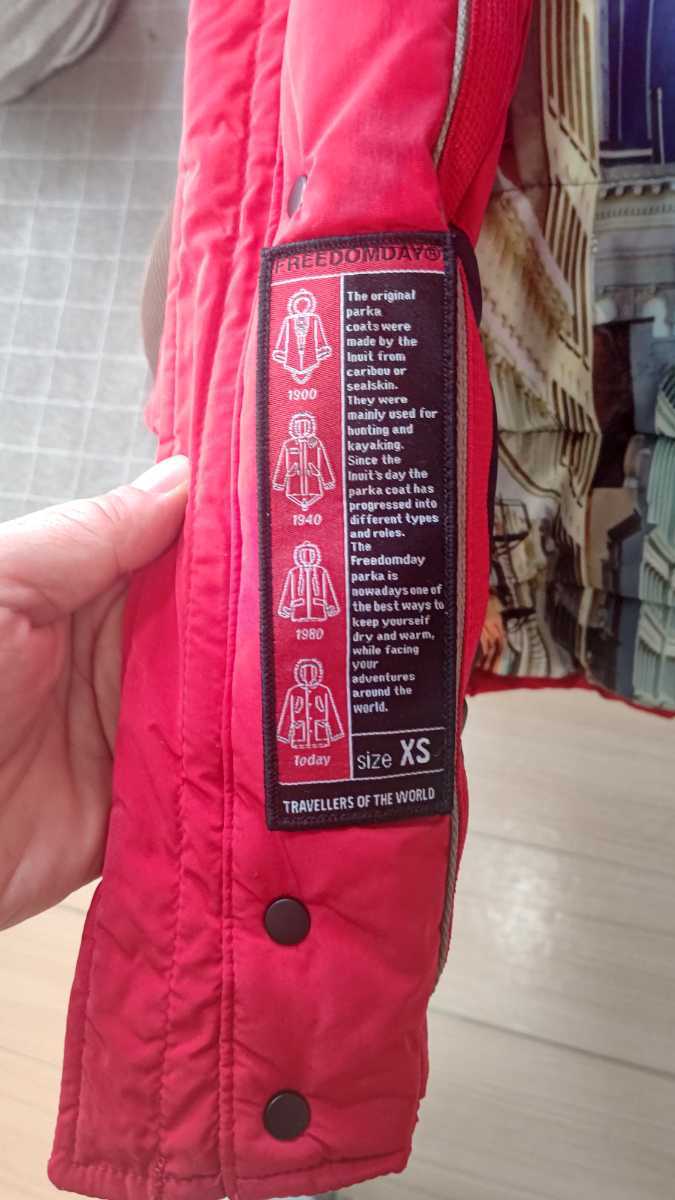 FREEDOMDAY®
1900
1940
1980
Today
The original
parka
coats were
made by the
Inuit from
caribou or
sealskin.
They were
mainly used for
hunting and
kayaking.
Since the
Inuit's day the
parka coat has
progressed into
different types
and roles.
The
Freedomday
parka is
nowadays one of
the best ways to
keep yourself
dry and warm,
while facing
your
adventures
around the
world.
size XS
TRAVELLERS OF THE WORLD